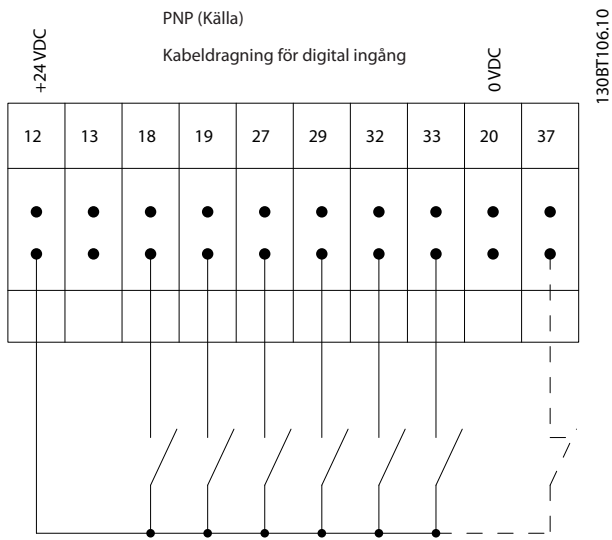 PNP (Källa)
Kabeldragning för digital ingång
+24 VDC
0 VDC
130BT106.10
12 13 18 19 27 29 32 33 20 37